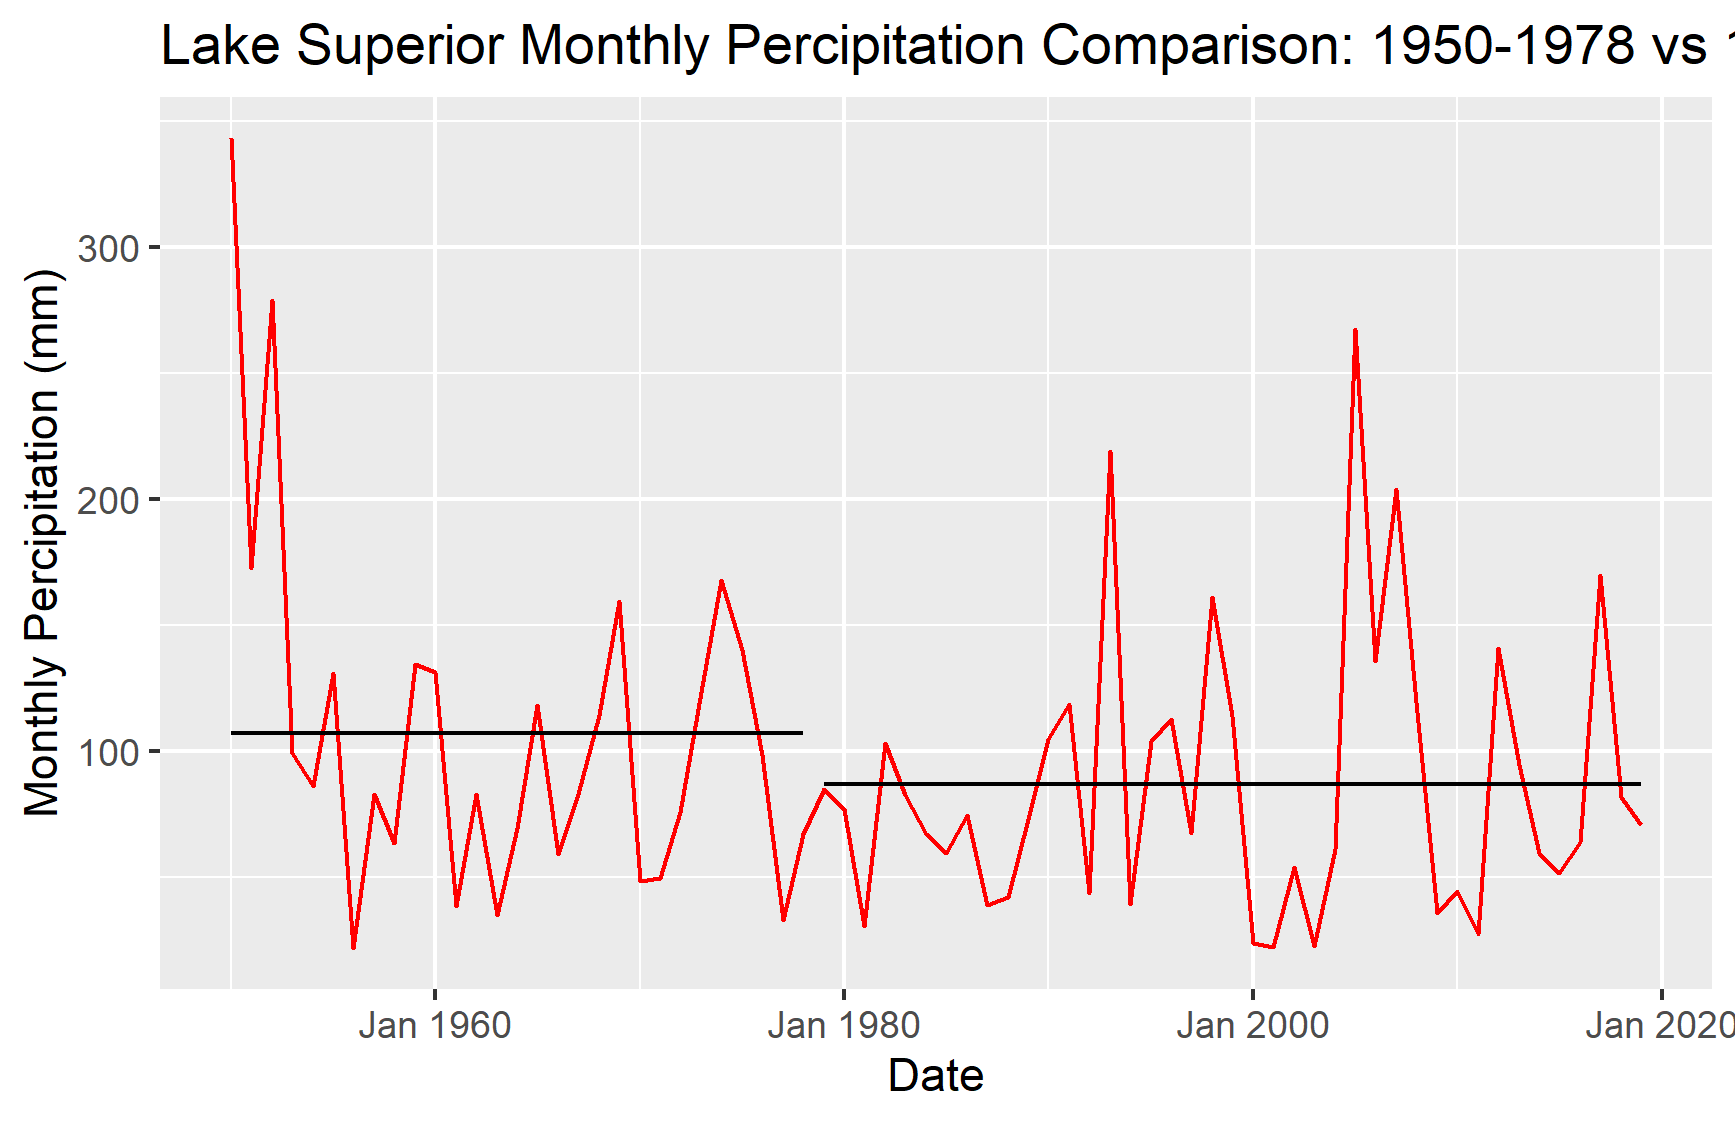 Lake Superior Monthly Percipitation Comparison: 1950-1978 vs
Monthly Percipitation (mm)
300
200
100
Jan 1960
Jan 1980
Jan 2000
Jan 2020
Date